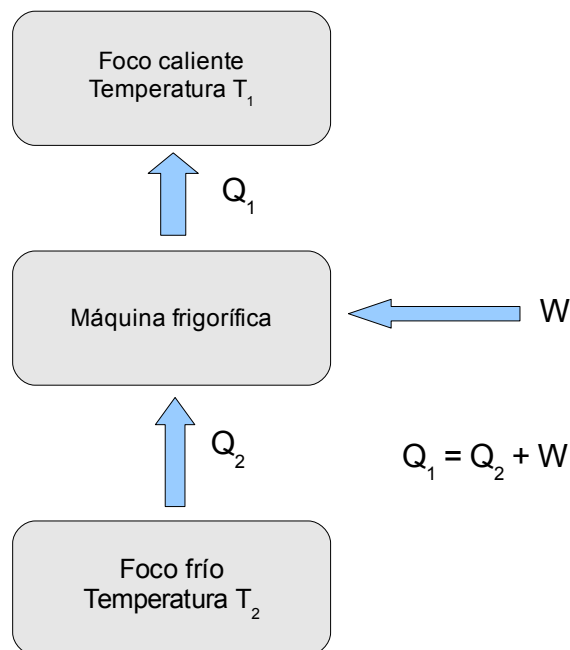 Foco caliente
Temperatura T₁
Q₁
Máquina frigorífica
W
Q₂
Q₁ = Q₂ + W
Foco frío
Temperatura T₂